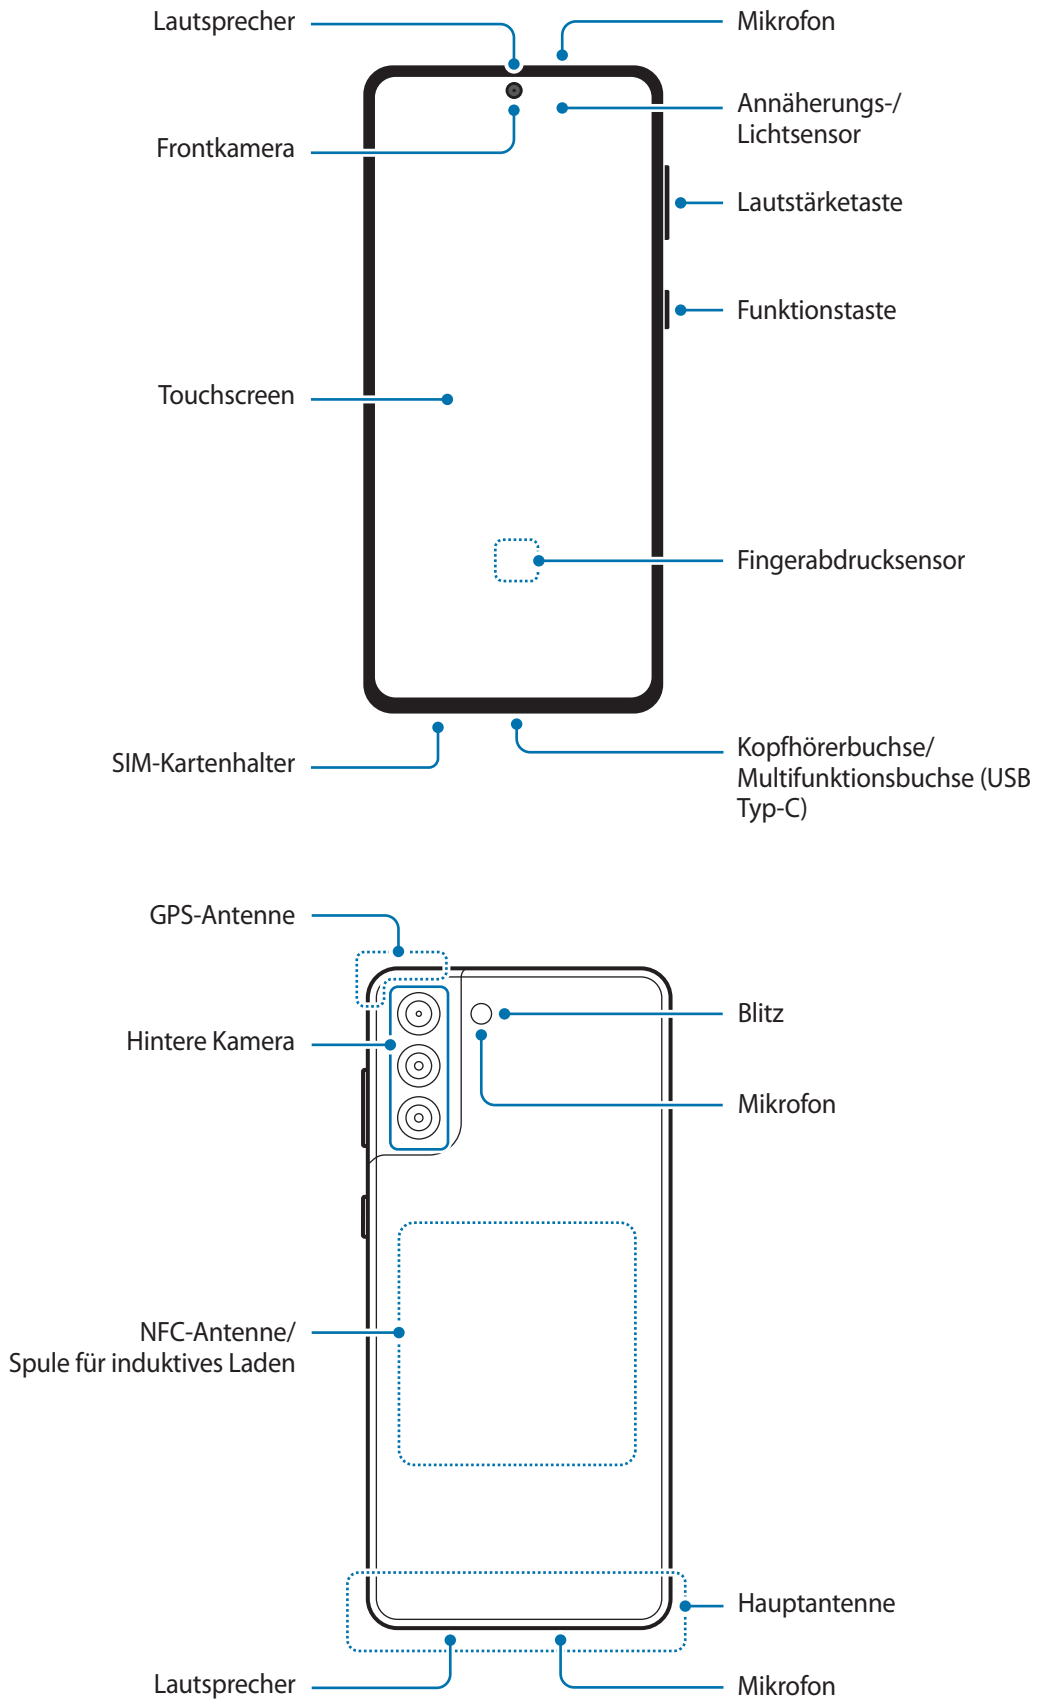 Lautsprecher
Mikrofon
Annäherungs-/
Lichtsensor
Frontkamera
Lautstärketaste
Funktionstaste
Touchscreen
Fingerabdrucksensor
SIM-Kartenhalter
Kopfhörerbuchse/
Multifunktionsbuchse (USB
Typ-C)
GPS-Antenne
Blitz
Hintere Kamera
Mikrofon
NFC-Antenne/
Spule für induktives Laden
Hauptantenne
Lautsprecher
Mikrofon